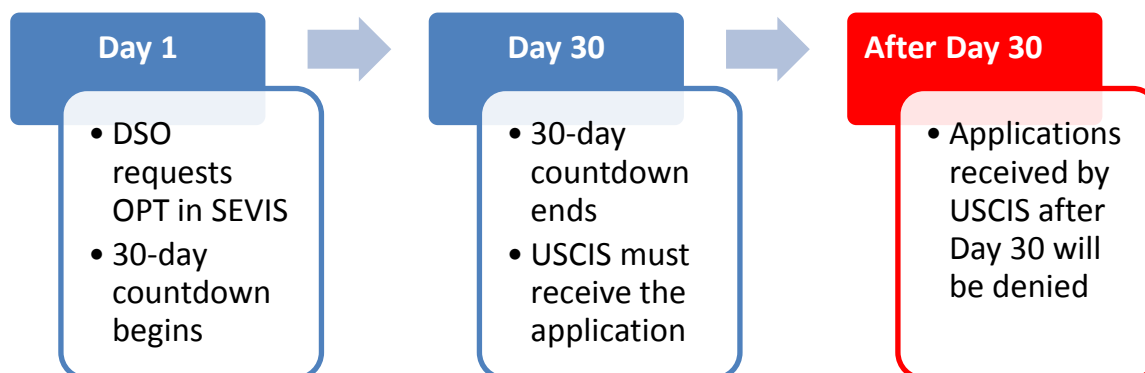 Day 1
• DSO
requests
OPT in SEVIS
• 30-day
countdown
begins
Day 30
• 30-day
countdown
ends
• USCIS must
receive the
application
After Day 30
• Applications
received by
USCIS after
Day 30 will
be denied